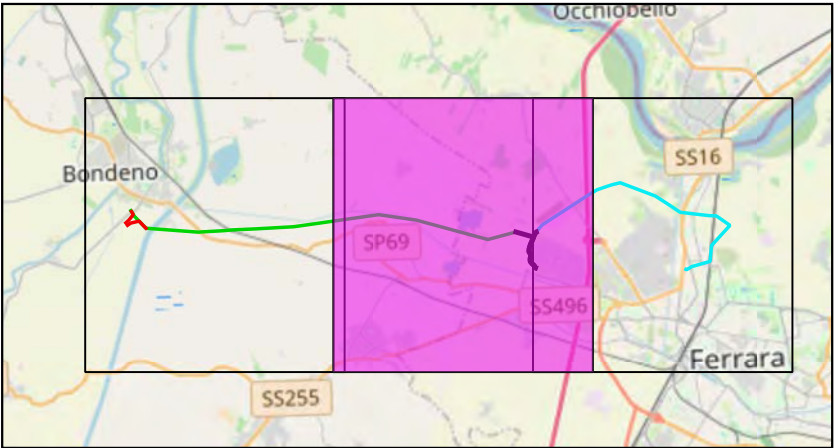 Occhiobello
SS16
Bondeno
SP69
SS496
Ferrara
SS255